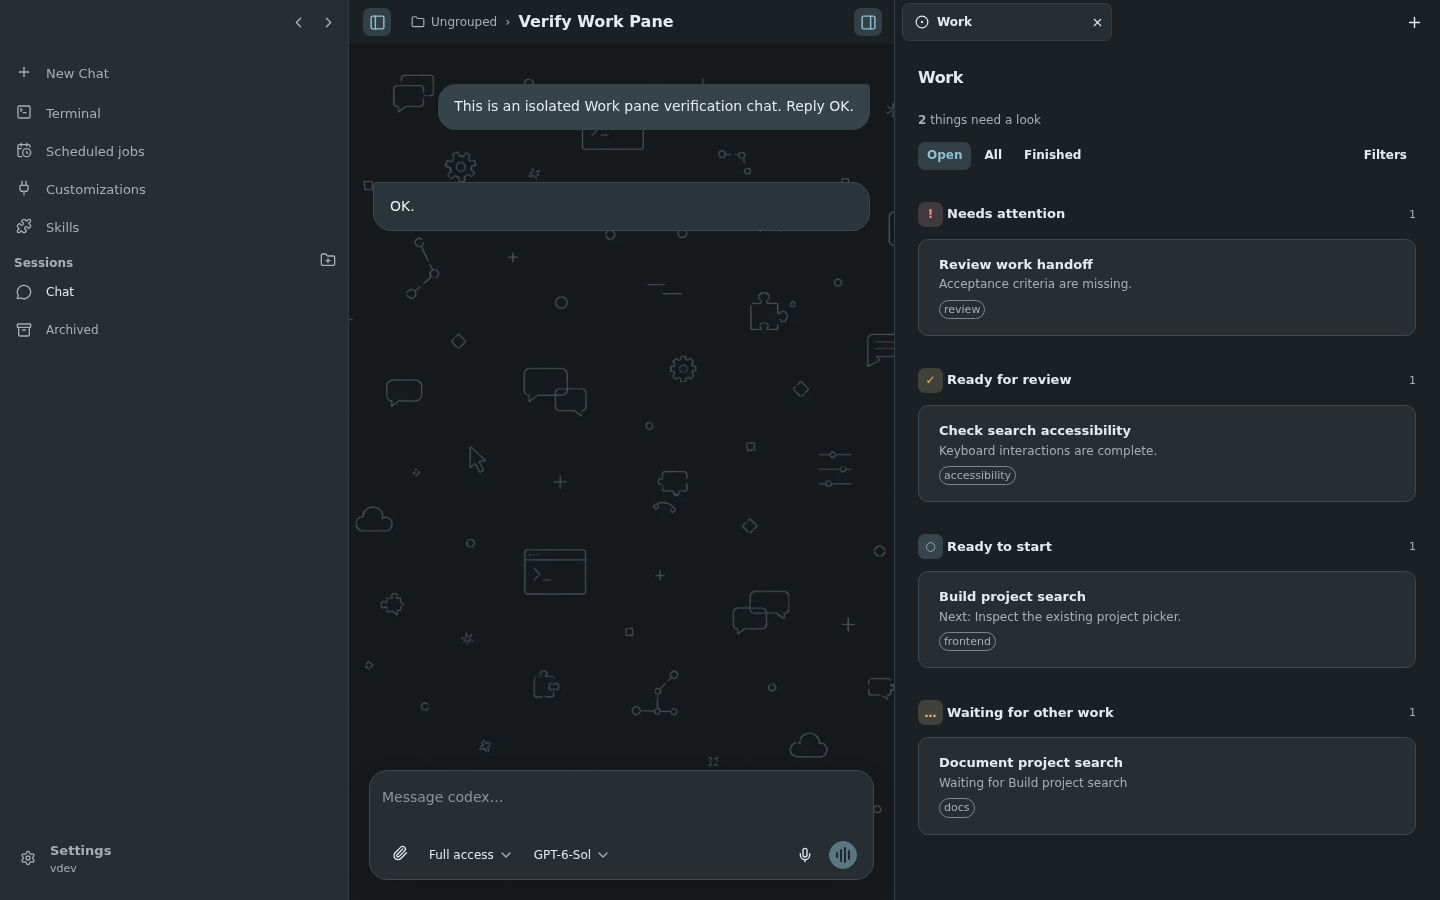 New Chat
Terminal
Scheduled jobs
Customizations
Skills
Sessions
Chat
Archived
Settings
vdev
Ungrouped › Verify Work Pane
This is an isolated Work pane verification chat. Reply OK.
OK.
Message codex...
Full access
GPT-6-Sol
Work
Work
2 things need a look
Open All Finished Filters
! Needs attention 1
Review work handoff
Acceptance criteria are missing.
review
✓ Ready for review 1
Check search accessibility
Keyboard interactions are complete.
accessibility
Ready to start 1
Build project search
Next: Inspect the existing project picker.
frontend
... Waiting for other work 1
Document project search
Waiting for Build project search
docs